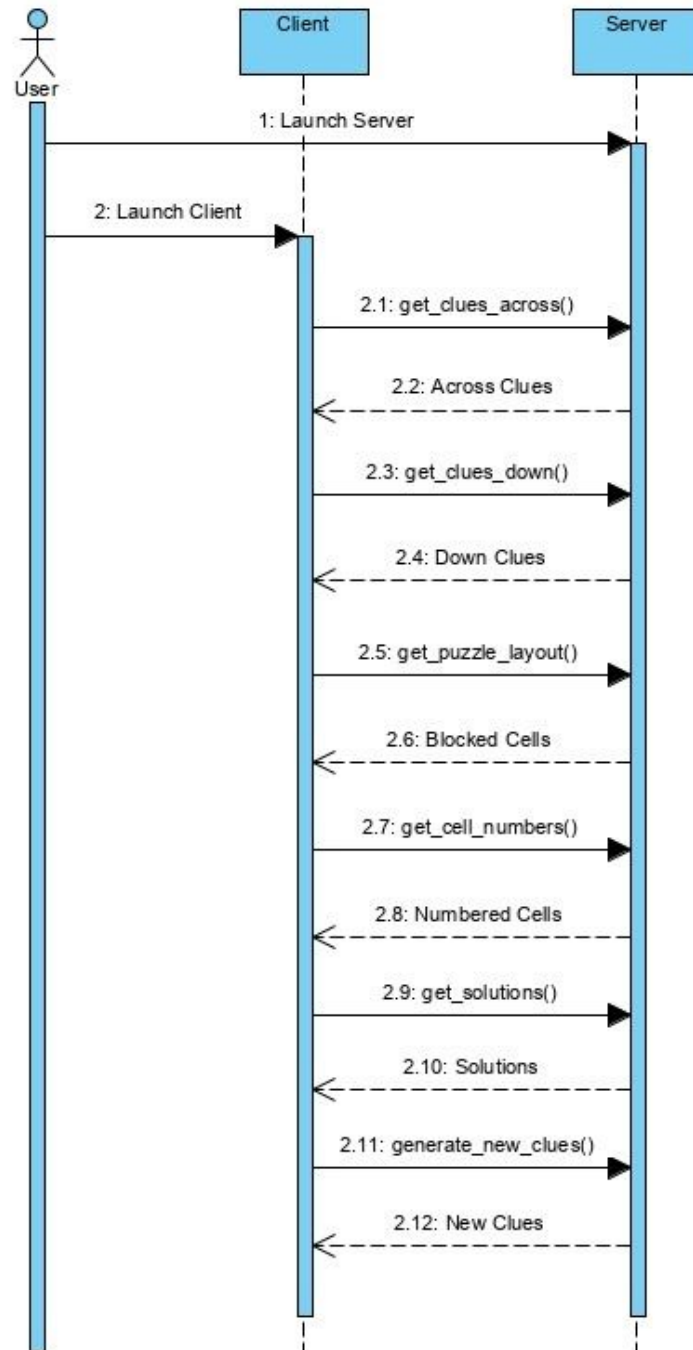 Client
Server
User
1: Launch Server
2: Launch Client
2.1: get_clues_across()
2.2: Across Clues
2.3: get_clues_down()
2.4: Down Clues
2.5: get_puzzle_layout()
2.6: Blocked Cells
2.7: get_cell_numbers()
2.8: Numbered Cells
2.9: get_solutions()
2.10: Solutions
2.11: generate_new_clues()
2.12: New Clues